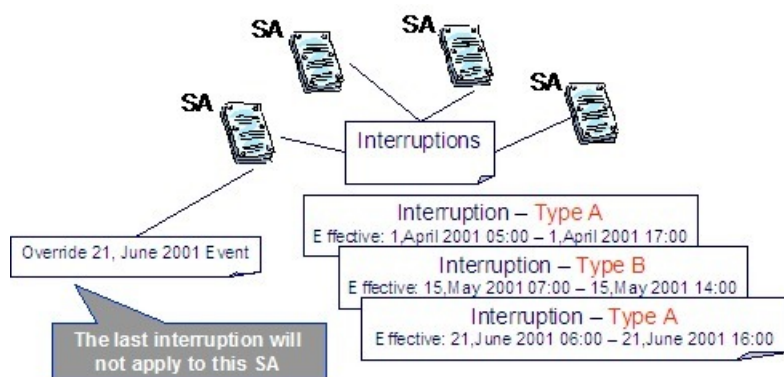 SA
SA
SA
SA
Interruptions
Interruption – Type A
Effective: 1,April 2001 05:00 – 1,April 2001 17:00
Override 21, June 2001 Event
Interruption – Type B
Effective: 15,May 2001 07:00 – 15,May 2001 14:00
Interruption – Type A
Effective: 21,June 2001 06:00 – 21,June 2001 16:00
The last interruption will
not apply to this SA